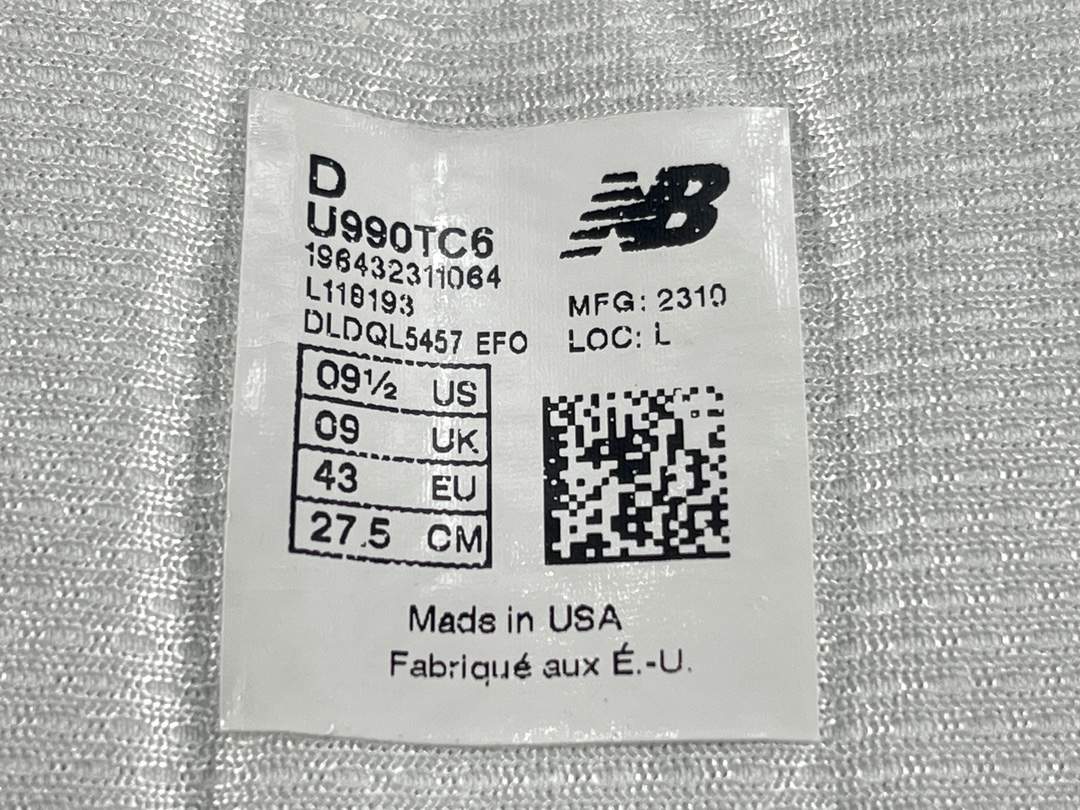 D
U990TC6
196432311064
L118193
DLDQL5457 EFO
NB
MFG: 2310
LOC: L
09½ US
09 UK
43 EU
27.5 CM
Made in USA
Fabriqué aux É.-U.